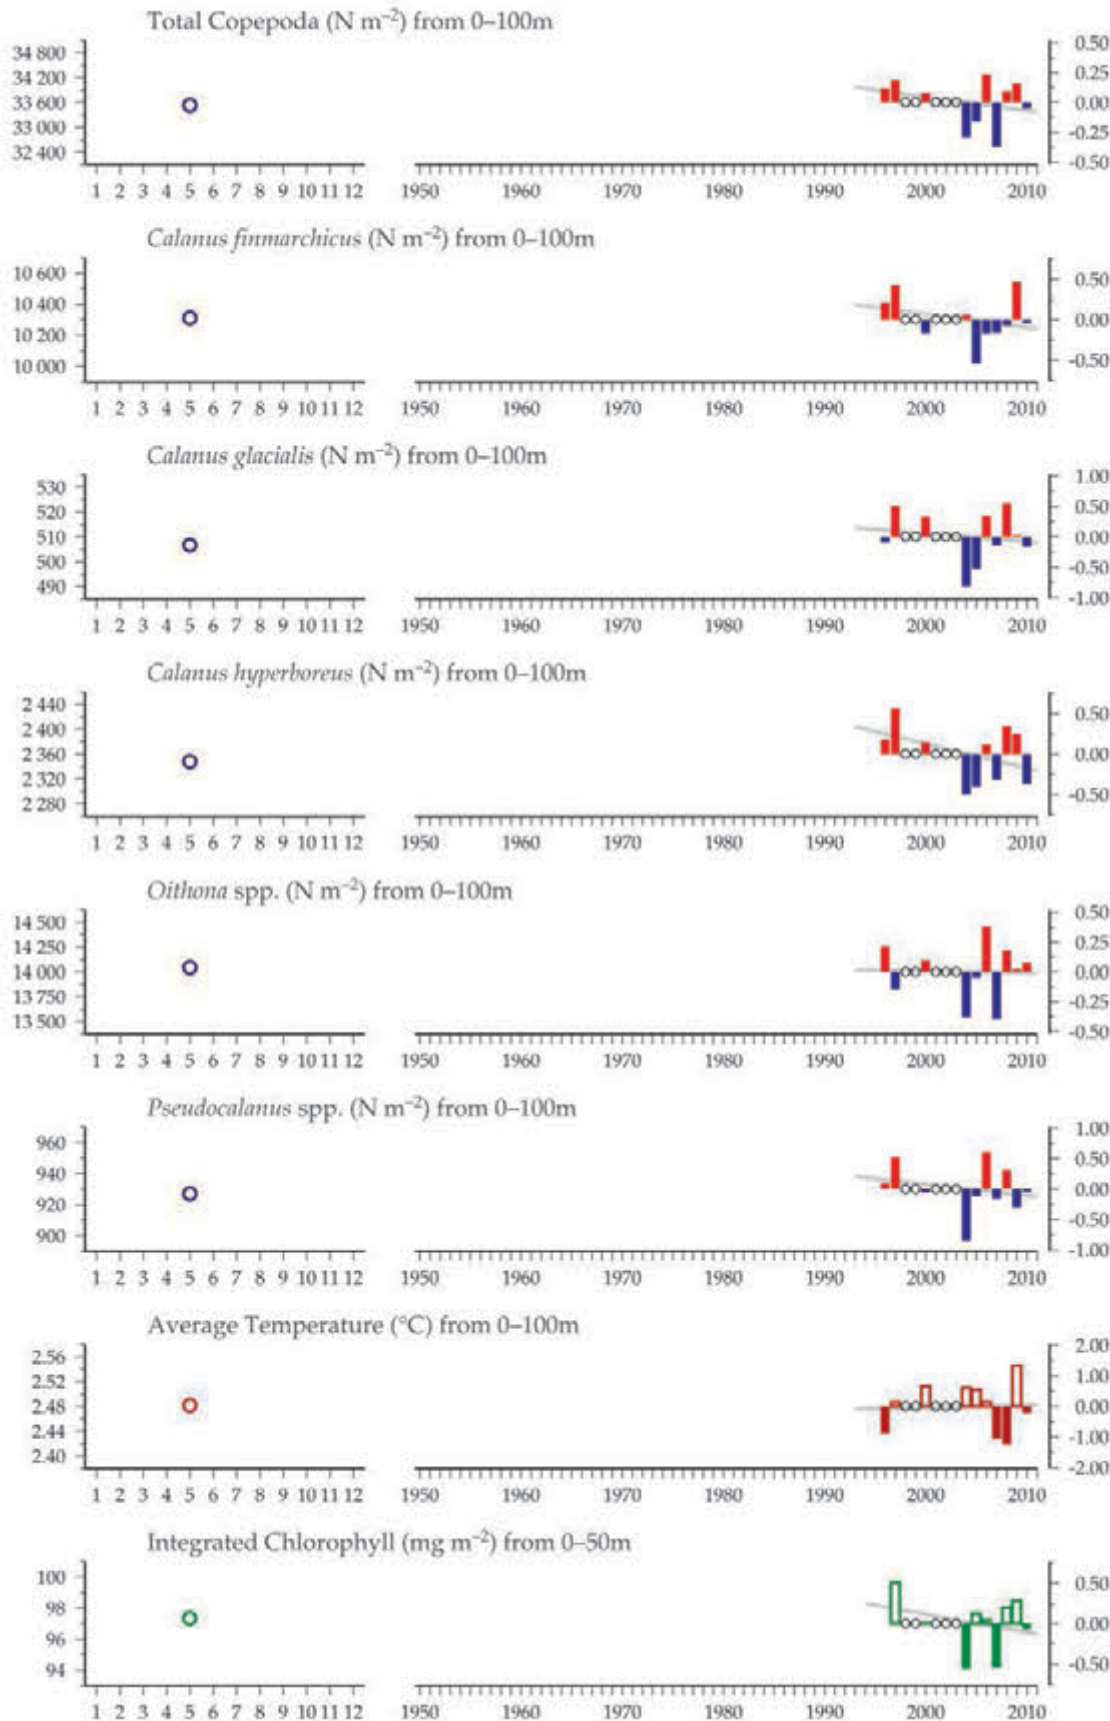 Total Copepoda (N m⁻²) from 0–100m
34 800 0.50
34 200 0.25
33 600 0.00
33 000 -0.25
32 400 -0.50
1 2 3 4 5 6 7 8 9 10 11 12 1950 1960 1970 1980 1990 2000 2010
Calanus finmarchicus (N m⁻²) from 0–100m
10 600 0.50
10 400 0.00
10 200 -0.50
10 000
1 2 3 4 5 6 7 8 9 10 11 12 1950 1960 1970 1980 1990 2000 2010
Calanus glacialis (N m⁻²) from 0–100m
530 1.00
520 0.50
510 0.00
500 -0.50
490 -1.00
1 2 3 4 5 6 7 8 9 10 11 12 1950 1960 1970 1980 1990 2000 2010
Calanus hyperboreus (N m⁻²) from 0–100m
2 440 0.50
2 400 0.00
2 360 -0.50
2 320
2 280
1 2 3 4 5 6 7 8 9 10 11 12 1950 1960 1970 1980 1990 2000 2010
Oithona spp. (N m⁻²) from 0–100m
14 500 0.50
14 250 0.25
14 000 0.00
13 750 -0.25
13 500 -0.50
1 2 3 4 5 6 7 8 9 10 11 12 1950 1960 1970 1980 1990 2000 2010
Pseudocalanus spp. (N m⁻²) from 0–100m
960 1.00
940 0.50
920 0.00
900 -0.50
-1.00
1 2 3 4 5 6 7 8 9 10 11 12 1950 1960 1970 1980 1990 2000 2010
Average Temperature (°C) from 0–100m
2.56 2.00
2.52 1.00
2.48 0.00
2.44 -1.00
2.40 -2.00
1 2 3 4 5 6 7 8 9 10 11 12 1950 1960 1970 1980 1990 2000 2010
Integrated Chlorophyll (mg m⁻²) from 0–50m
100 0.50
98 0.00
96 -0.50
94
1 2 3 4 5 6 7 8 9 10 11 12 1950 1960 1970 1980 1990 2000 2010